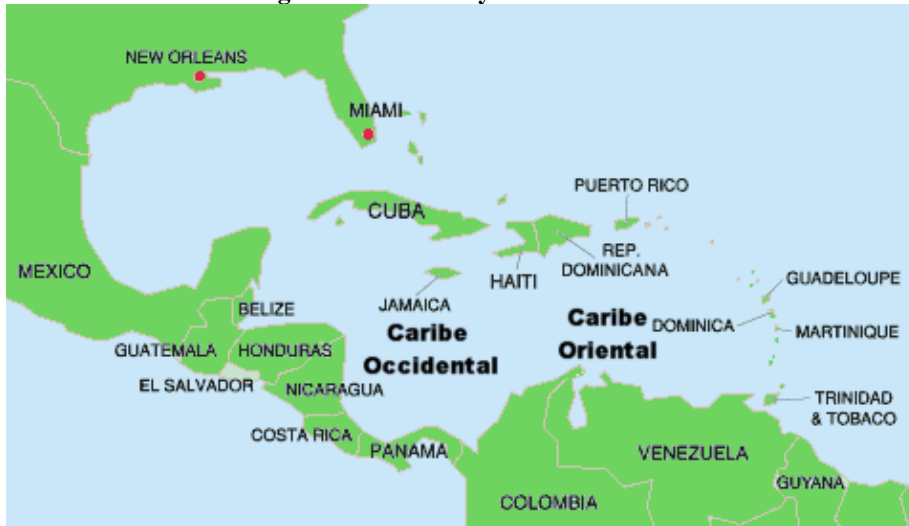 NEW ORLEANS
MIAMI
PUERTO RICO
CUBA
REP.
DOMINICANA
MEXICO
HAITI
GUADELOUPE
JAMAICA
BELIZE
Caribe
Occidental
Caribe
Oriental
DOMINICA
MARTINIQUE
GUATEMALA
HONDURAS
EL SALVADOR
NICARAGUA
TRINIDAD
& TOBACO
COSTA RICA
PANAMA
VENEZUELA
GUYANA
COLOMBIA